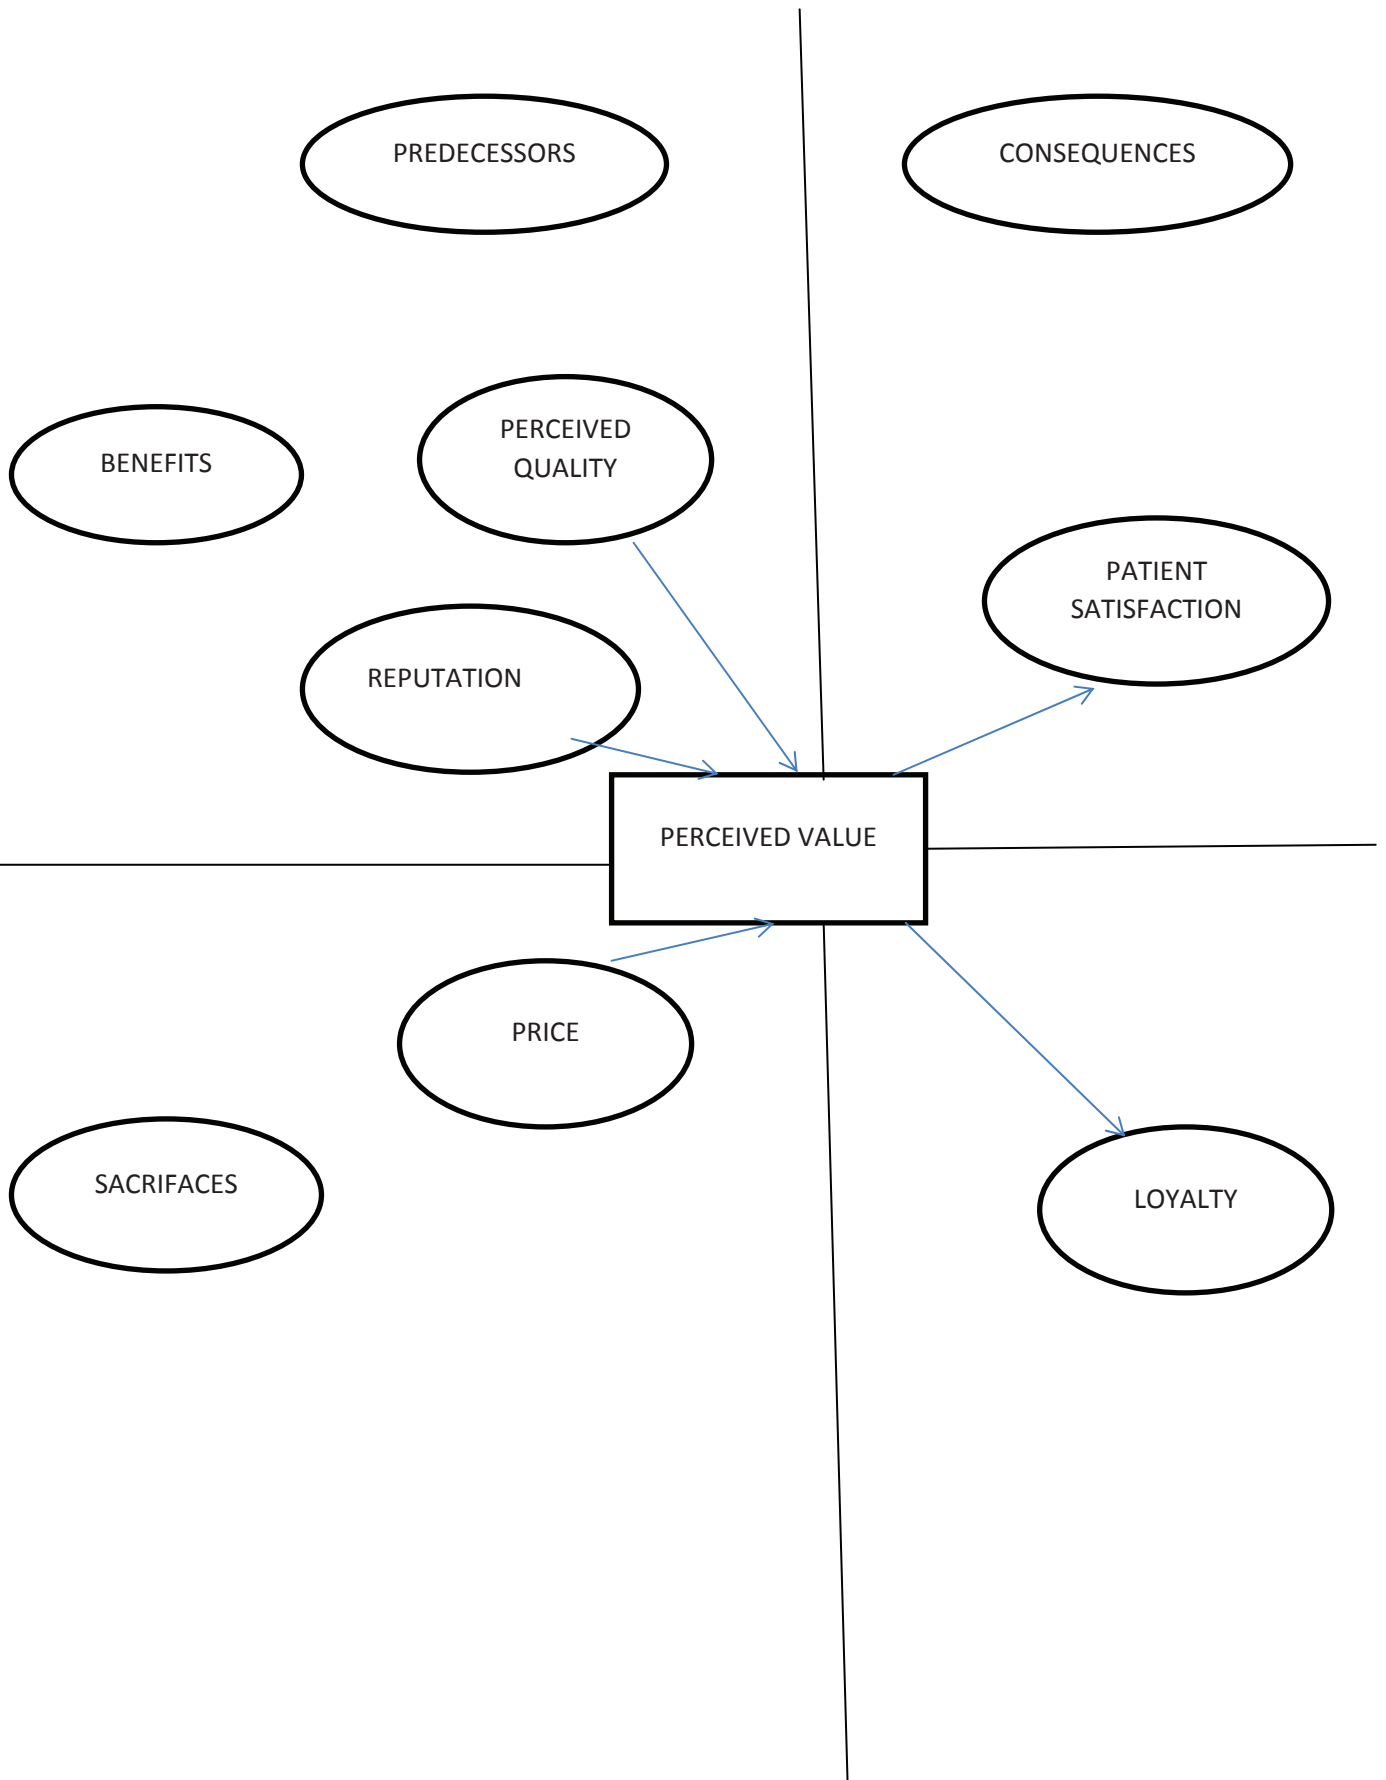 PREDECESSORS
CONSEQUENCES
PERCEIVED
QUALITY
BENEFITS
PATIENT
SATISFACTION
REPUTATION
PERCEIVED VALUE
PRICE
SACRIFACES
LOYALTY